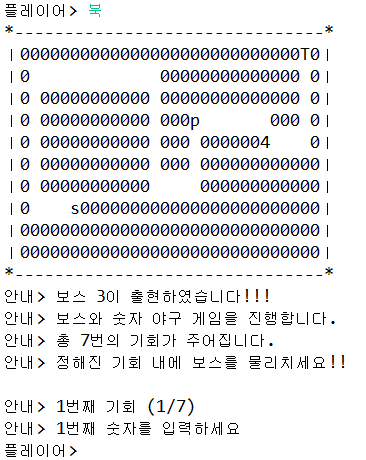 플레이어> 북
*-------------------------------*
|0000000000000000000000000000T0|
|0             00000000000000 0|
|0 00000000000 00000000000000 0|
|0 00000000000 000p       000 0|
|0 00000000000 000 0000004    0|
|0 00000000000 000 000000000000|
|0 00000000000     000000000000|
|0    s000000000000000000000000|
|000000000000000000000000000000|
|000000000000000000000000000000|
*-------------------------------*
안내> 보스 3이 출현하였습니다!!!
안내> 보스와 숫자 야구 게임을 진행합니다.
안내> 총 7번의 기회가 주어집니다.
안내> 정해진 기회 내에 보스를 물리치세요!!
안내> 1번째 기회 (1/7)
안내> 1번째 숫자를 입력하세요
플레이어>